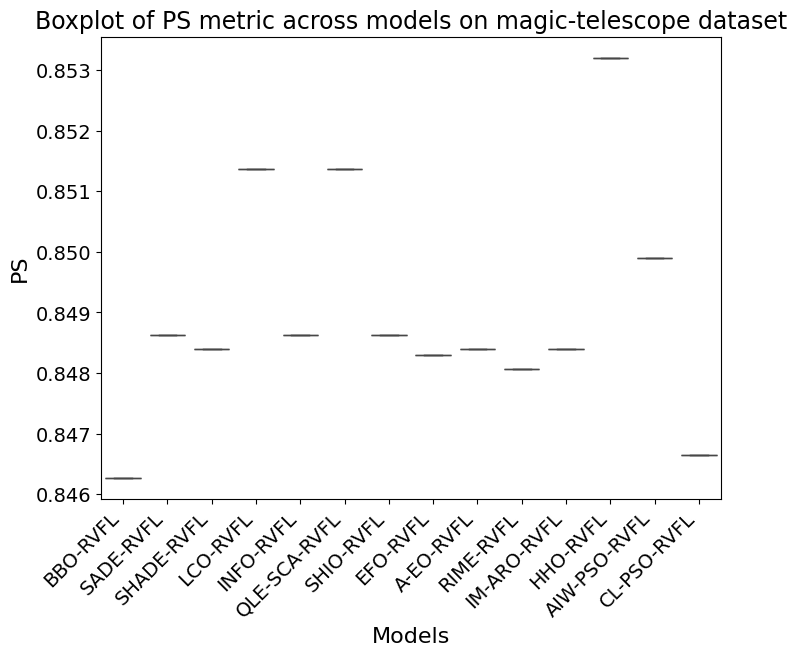 Boxplot of PS metric across models on magic-telescope dataset
0.853
0.852
0.851
0.850
0.849
0.848
0.847
0.846
PS
BBO-RVFL
SADE-RVFL
SHADE-RVFL
LCO-RVFL
INFO-RVFL
QLE-SCA-RVFL
SHIO-RVFL
EFO-RVFL
A-EO-RVFL
RIME-RVFL
IM-ARO-RVFL
HHO-RVFL
AIW-PSO-RVFL
CL-PSO-RVFL
Models